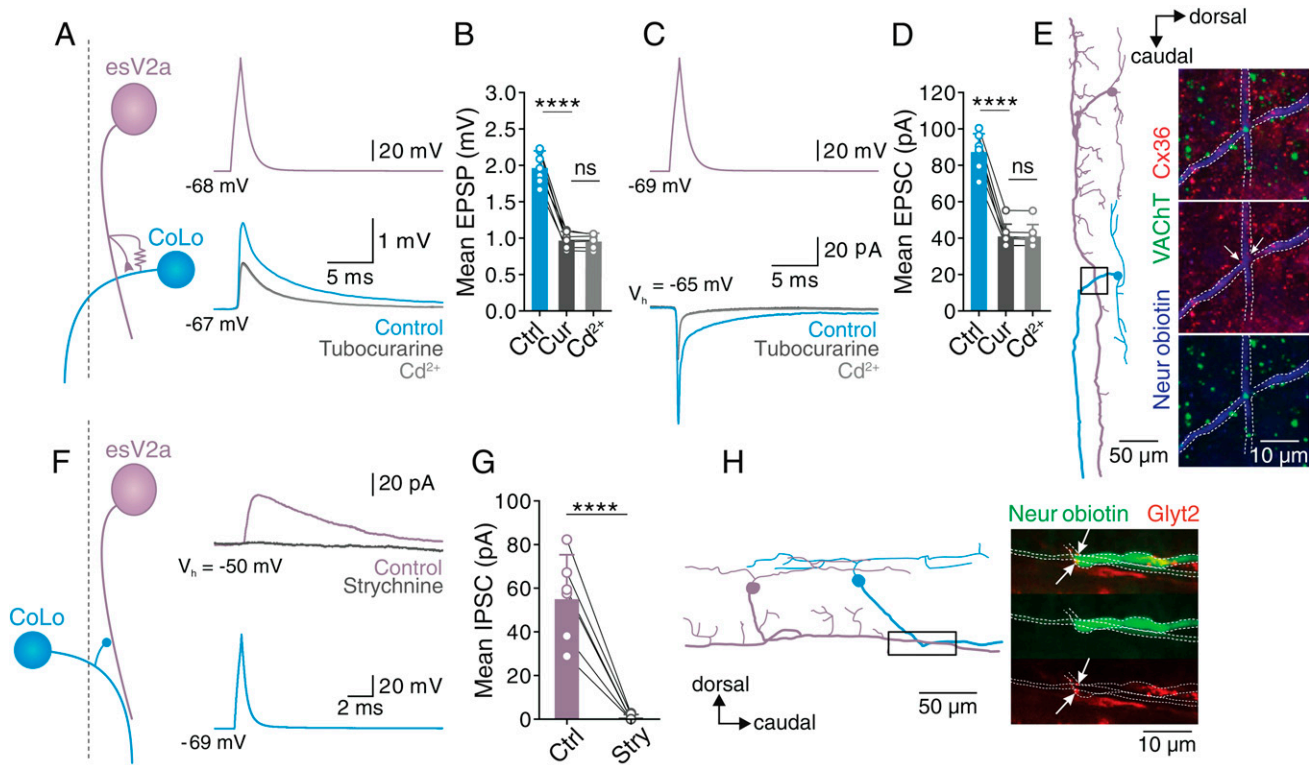 A
esV2a
CoLo
-68 mV
20 mV
-67 mV
1 mV
5 ms
Control
Tubocurarine
Cd²⁺
B
Mean EPSP (mV)
3.0
2.5
2.0
1.5
1.0
0.5
0.0
****
ns
Ctrl
Cur
Cd²⁺
C
-69 mV
20 mV
20 pA
5 ms
Vₕ = -65 mV
Control
Tubocurarine
Cd²⁺
D
Mean EPSC (pA)
120
100
80
60
40
20
0
****
ns
Ctrl
Cur
Cd²⁺
E
dorsal
caudal
50 µm
Neur obiotin VAChT Cx36
10 µm
F
esV2a
CoLo
20 pA
Vₕ = -50 mV
Control
Strychnine
20 mV
2 ms
-69 mV
G
Mean IPSC (pA)
100
80
60
40
20
0
****
Ctrl
Stry
H
dorsal
caudal
50 µm
Neur obiotin Glyt2
10 µm